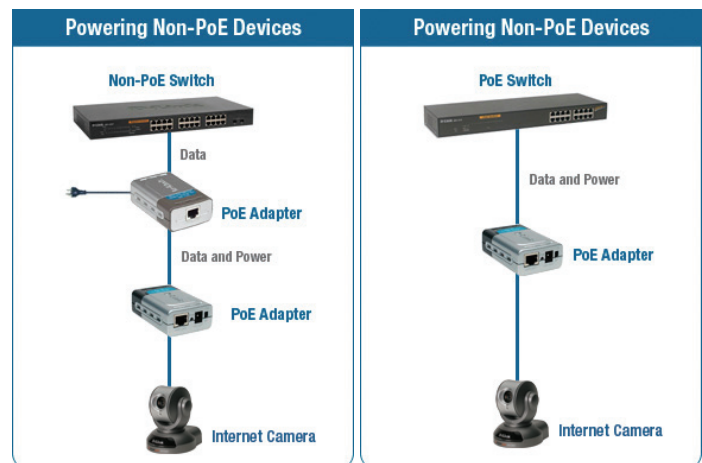 Powering Non-PoE Devices
Non-PoE Switch
Data
PoE Adapter
Data and Power
PoE Adapter
Internet Camera
Powering Non-PoE Devices
PoE Switch
Data and Power
PoE Adapter
Internet Camera